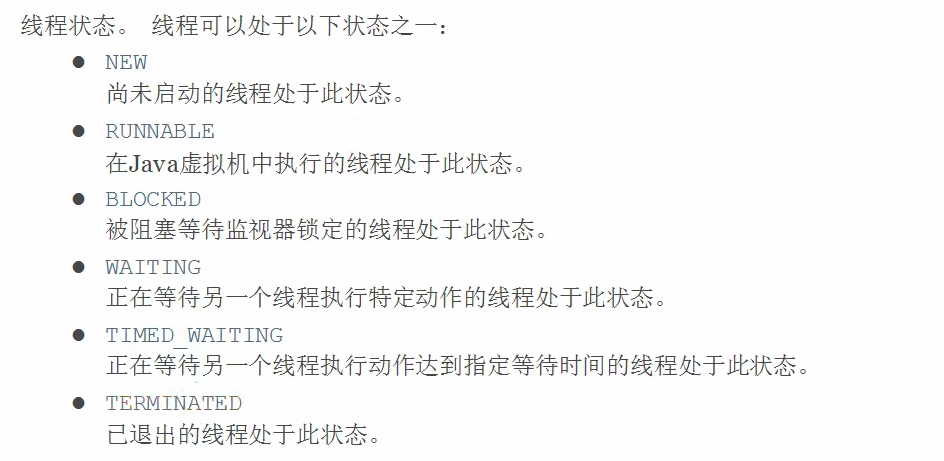 线程状态。 线程可以处于以下状态之一：
● NEW
尚未启动的线程处于此状态。
● RUNNABLE
在Java虚拟机中执行的线程处于此状态。
● BLOCKED
被阻塞等待监视器锁定的线程处于此状态。
● WAITING
正在等待另一个线程执行特定动作的线程处于此状态。
● TIMED_WAITING
正在等待另一个线程执行动作达到指定等待时间的线程处于此状态。
● TERMINATED
已退出的线程处于此状态。